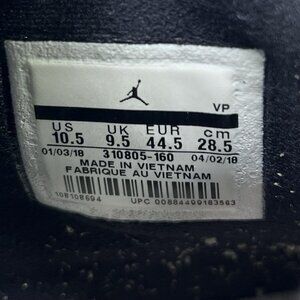 VP
US UK EUR cm
10.5 9.5 44.5 28.5
01/03/18 310805-160 04/02/18
MADE IN VIETNAM
FABRIQUE AU VIETNAM
108108694
UPC 00884499183563